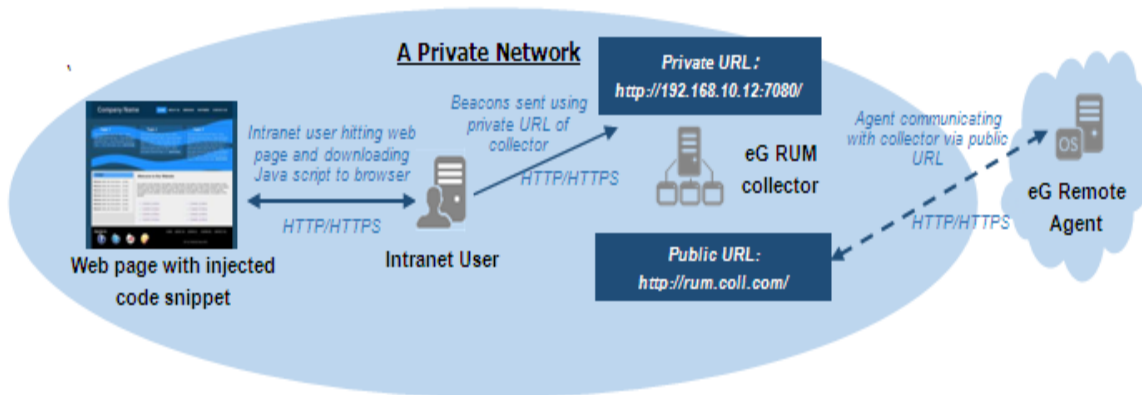 A Private Network
Private URL:
http://192.168.10.12:7080/
Company Name
Intranet user hitting web
page and downloading
Java script to browser
HTTP/HTTPS
Web page with injected
code snippet
Beacons sent using
private URL of
collector
HTTP/HTTPS
Intranet User
eG RUM
collector
Public URL:
http://rum.coll.com/
Agent communicating
with collector via public
URL
HTTP/HTTPS
OS
eG Remote
Agent